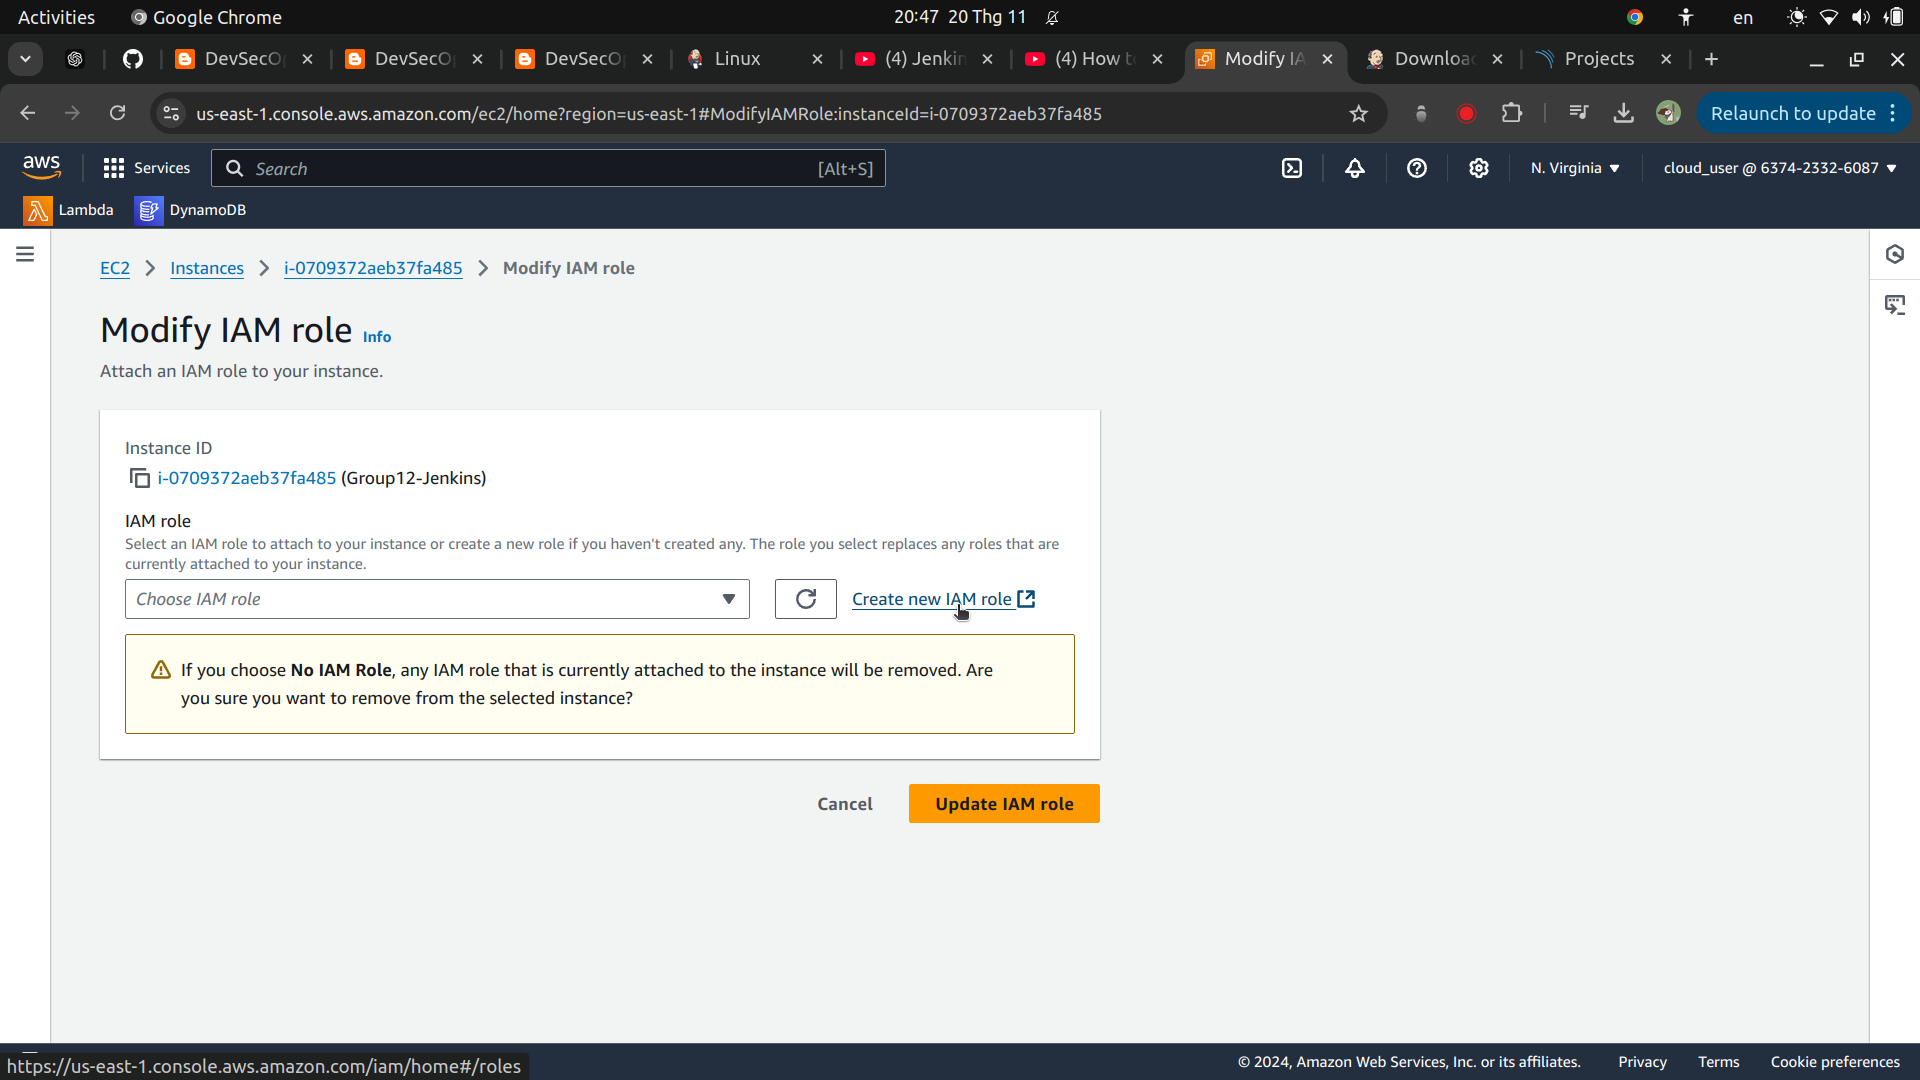 Activities
Google Chrome
20:47 20 Thg 11
en
DevSecO
DevSecO
DevSecO
Linux
(4) Jenkin
(4) How t
Modify IA
Downloa
Projects
us-east-1.console.aws.amazon.com/ec2/home?region=us-east-1#ModifyIAMRole:instanceId=i-0709372aeb37fa485
Relaunch to update
aws
Services
Search
[Alt+S]
N. Virginia
cloud_user @ 6374-2332-6087
Lambda
DynamoDB
EC2 > Instances > i-0709372aeb37fa485 > Modify IAM role
Modify IAM role Info
Attach an IAM role to your instance.
Instance ID
i-0709372aeb37fa485 (Group12-Jenkins)
IAM role
Select an IAM role to attach to your instance or create a new role if you haven't created any. The role you select replaces any roles that are
currently attached to your instance.
Choose IAM role
Create new IAM role
If you choose No IAM Role, any IAM role that is currently attached to the instance will be removed. Are
you sure you want to remove from the selected instance?
Cancel
Update IAM role
https://us-east-1.console.aws.amazon.com/iam/home#/roles
© 2024, Amazon Web Services, Inc. or its affiliates.
Privacy
Terms
Cookie preferences